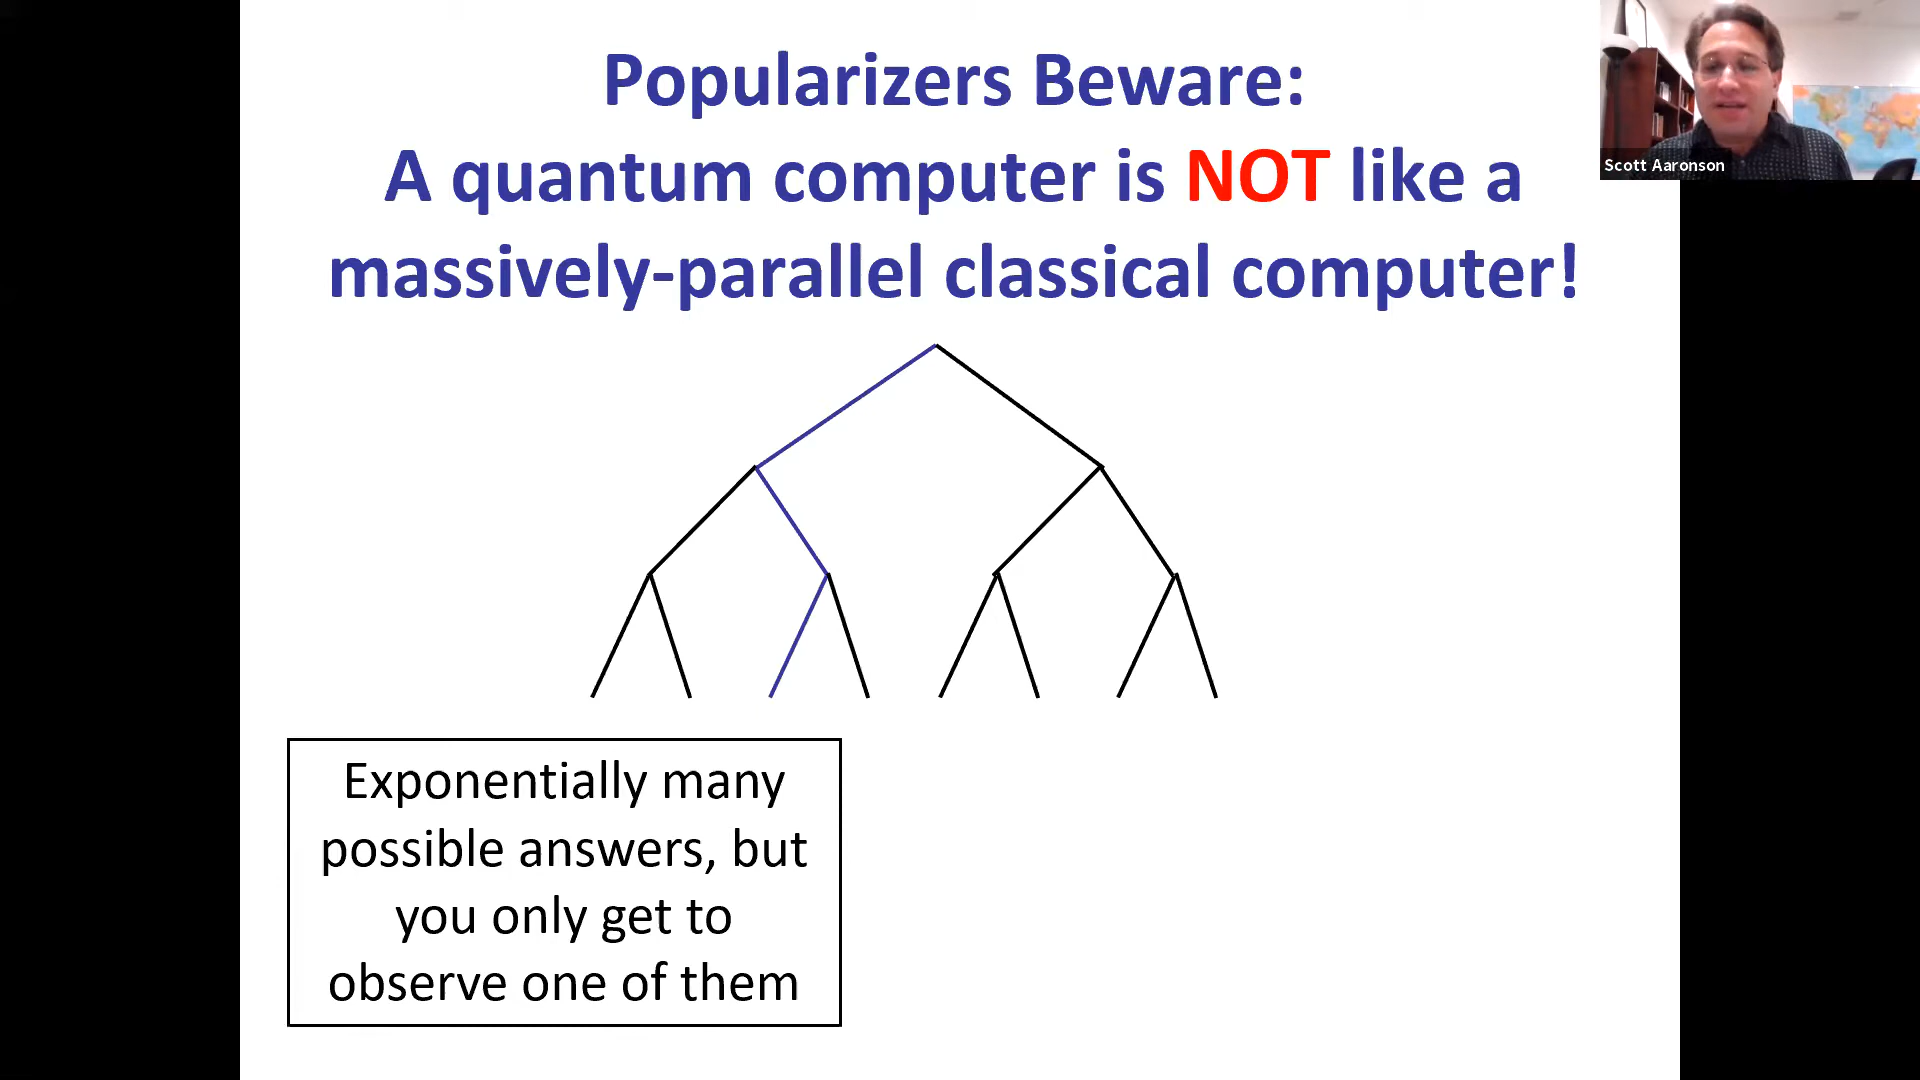 Popularizers Beware:
A quantum computer is NOT like a
massively-parallel classical computer!
Scott Aaronson
Exponentially many
possible answers, but
you only get to
observe one of them